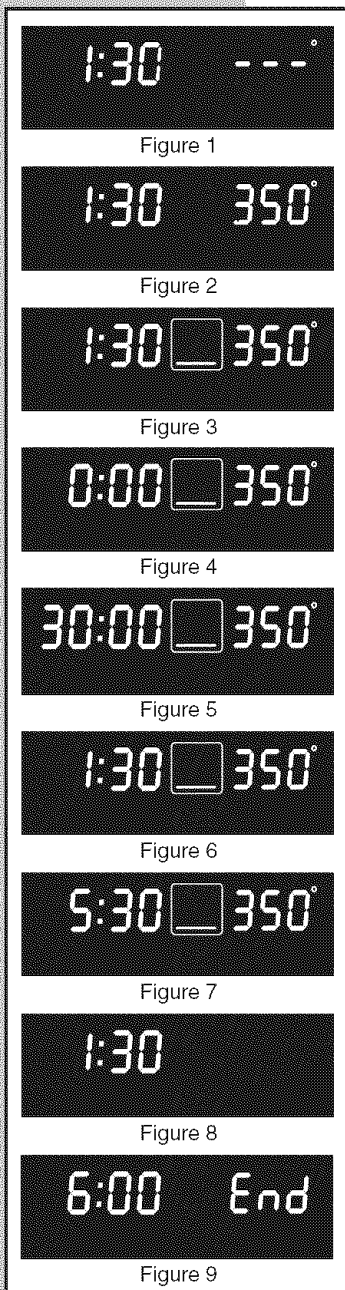 1:30 ---°
Figure 1
1:30 350°
Figure 2
1:30 350°
Figure 3
0:00 350°
Figure 4
30:00 350°
Figure 5
1:30 350°
Figure 6
5:30 350°
Figure 7
1:30
Figure 8
6:00 End
Figure 9